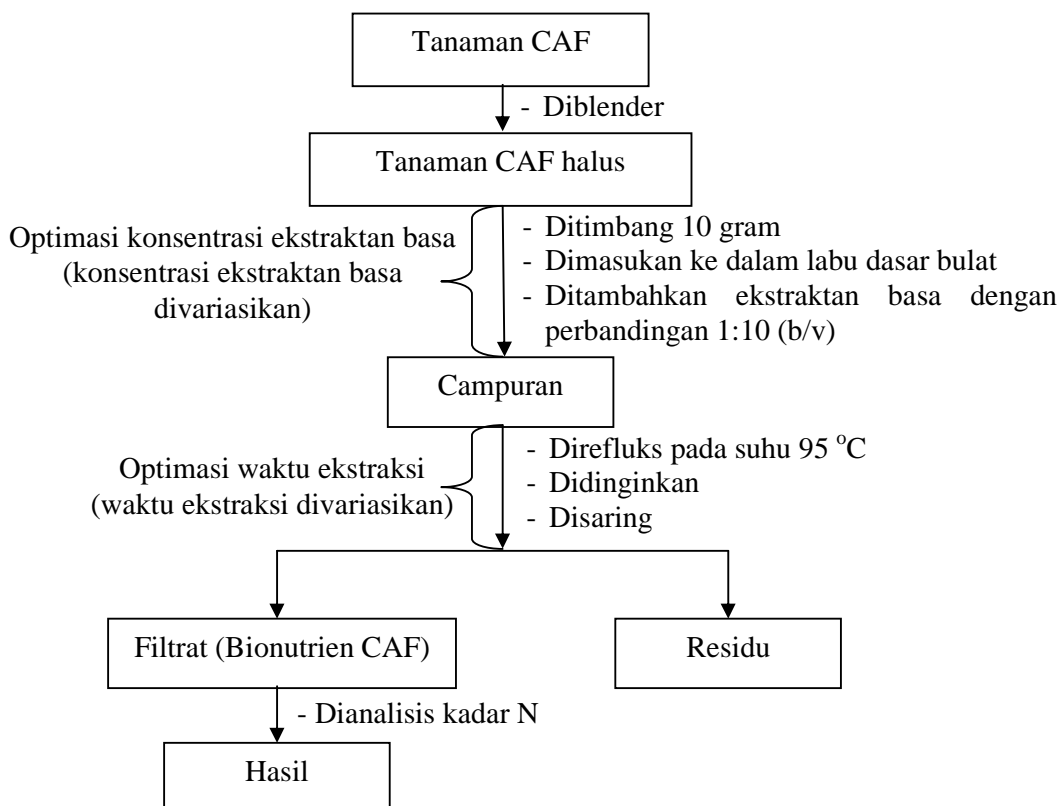 Tanaman CAF
- Diblender
Tanaman CAF halus
Optimasi konsentrasi ekstraktan basa
(konsentrasi ekstraktan basa
divariasikan)
- Ditimbang 10 gram
- Dimasukan ke dalam labu dasar bulat
- Ditambahkan ekstraktan basa dengan
perbandingan 1:10 (b/v)
Campuran
Optimasi waktu ekstraksi
(waktu ekstraksi divariasikan)
- Direfluks pada suhu 95 °C
- Didinginkan
- Disaring
Filtrat (Bionutrien CAF)
Residu
- Dianalisis kadar N
Hasil